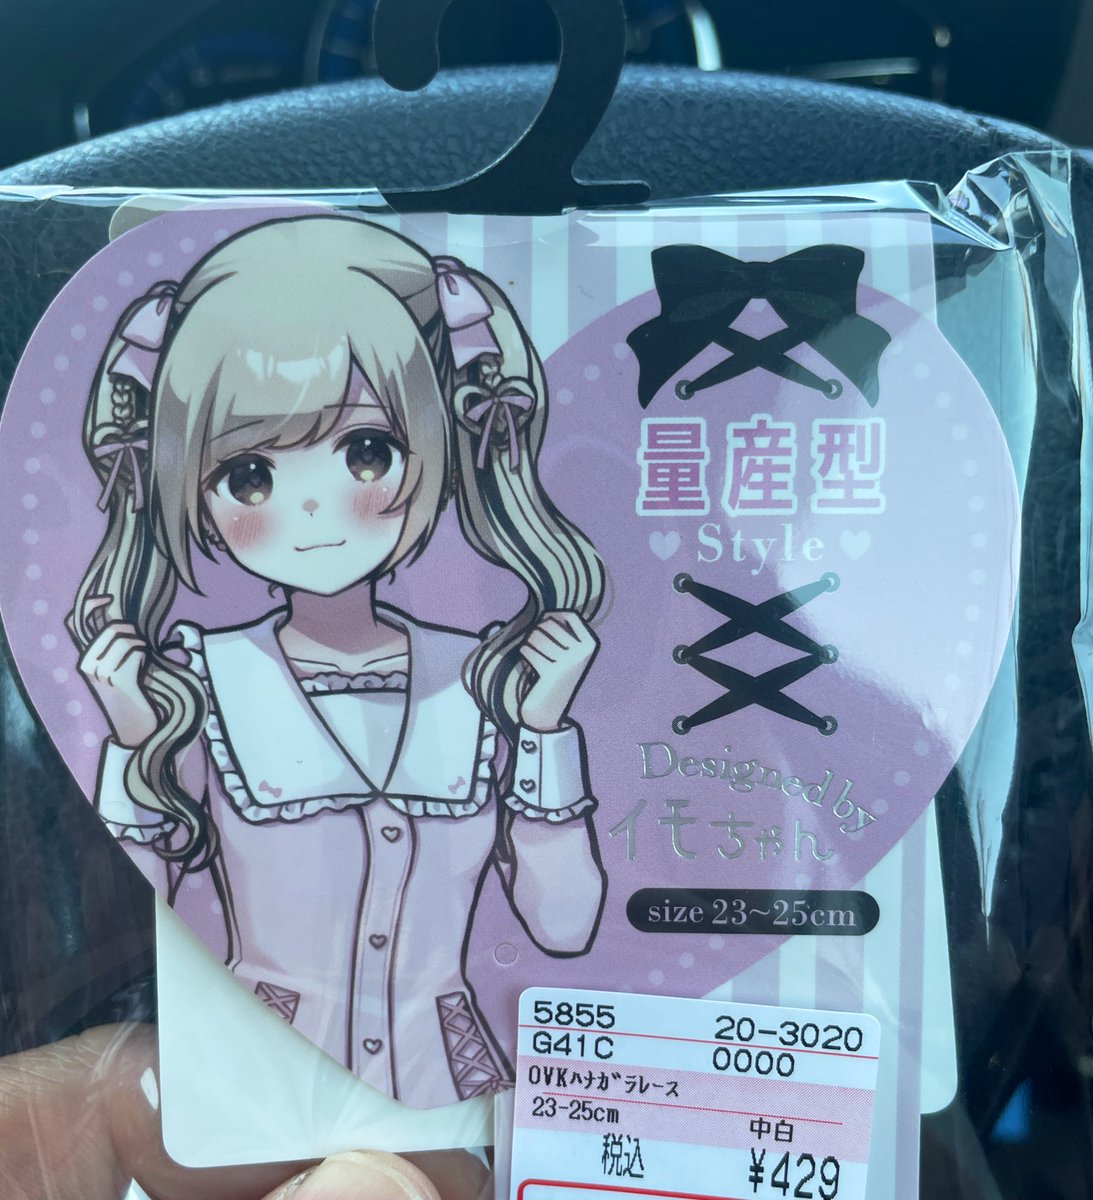 量産型
Style
Designed by
イモちゃん
size 23~25cm
5855 20-3020
G41C 0000
OVKハナガラレース
23-25cm
中白
税込 ¥429